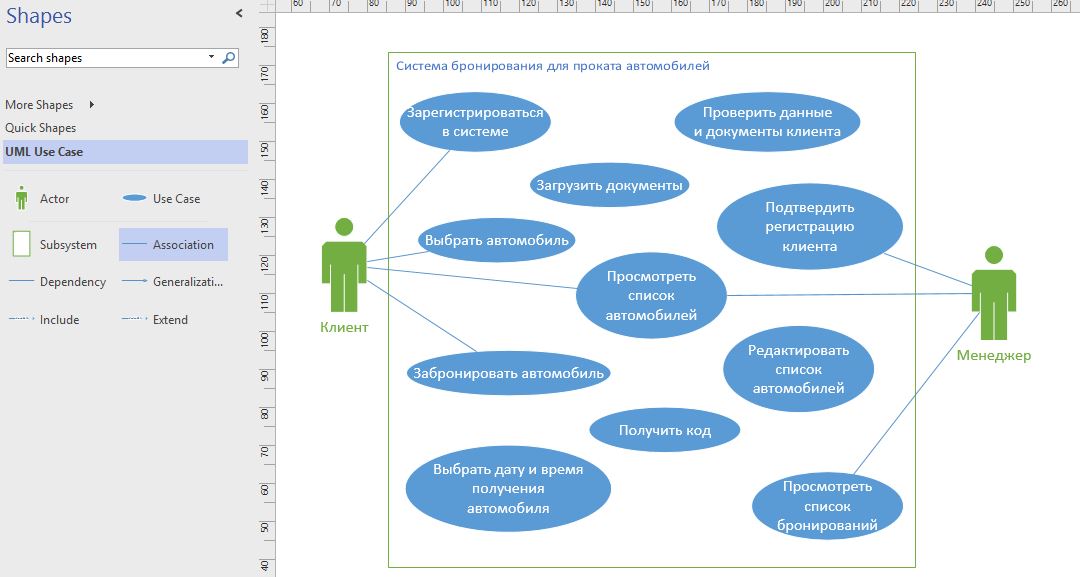 Shapes
Search shapes
More Shapes
Quick Shapes
UML Use Case
Actor
Use Case
Subsystem
Association
Dependency
Generalizati...
Include
Extend
60 70 80 90 100 110 120 130 140 150 160 170 180 190 200 210 220 230 240 250 260
180
170
160
150
140
130
120
110
100
90
80
70
60
50
40
Система бронирования для проката автомобилей
Зарегистрироваться
в системе
Проверить данные
и документы клиента
Загрузить документы
Подтвердить
регистрацию
клиента
Выбрать автомобиль
Просмотреть
список
автомобилей
Клиент
Менеджер
Редактировать
список
автомобилей
Забронировать автомобиль
Получить код
Выбрать дату и время
получения
автомобиля
Просмотреть
список
бронирований